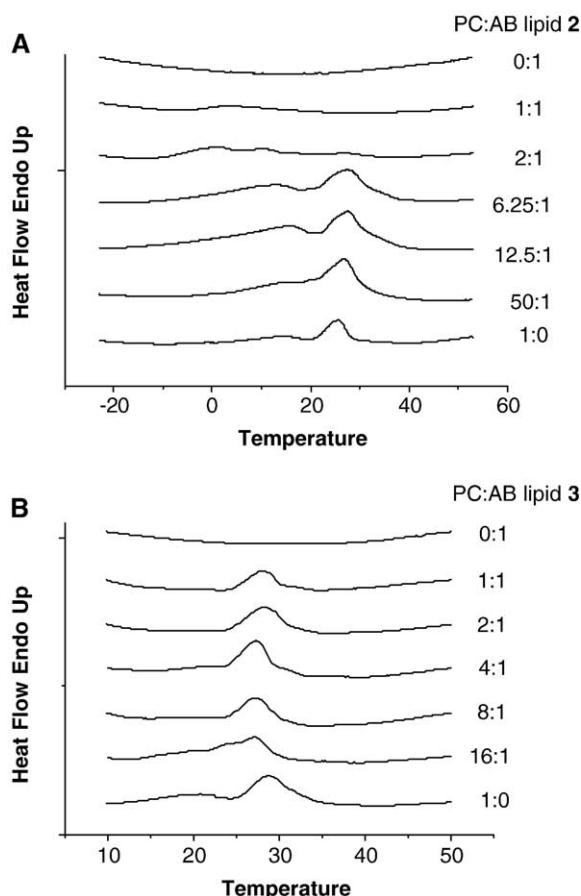 A
PC:AB lipid 2
0:1
1:1
2:1
6.25:1
12.5:1
50:1
1:0
Heat Flow Endo Up
-20 0 20 40 60
Temperature
B
PC:AB lipid 3
0:1
1:1
2:1
4:1
8:1
16:1
1:0
Heat Flow Endo Up
10 20 30 40 50
Temperature